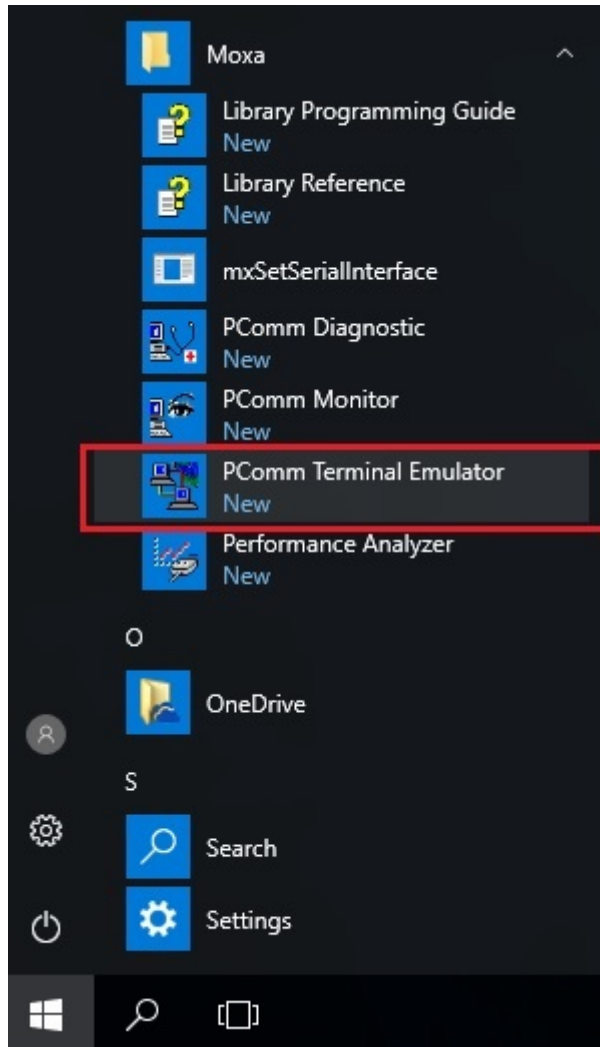 Moxa
Library Programming Guide
New
Library Reference
New
mxSetSerialInterface
PComm Diagnostic
New
PComm Monitor
New
PComm Terminal Emulator
New
Performance Analyzer
New
O
OneDrive
S
Search
Settings